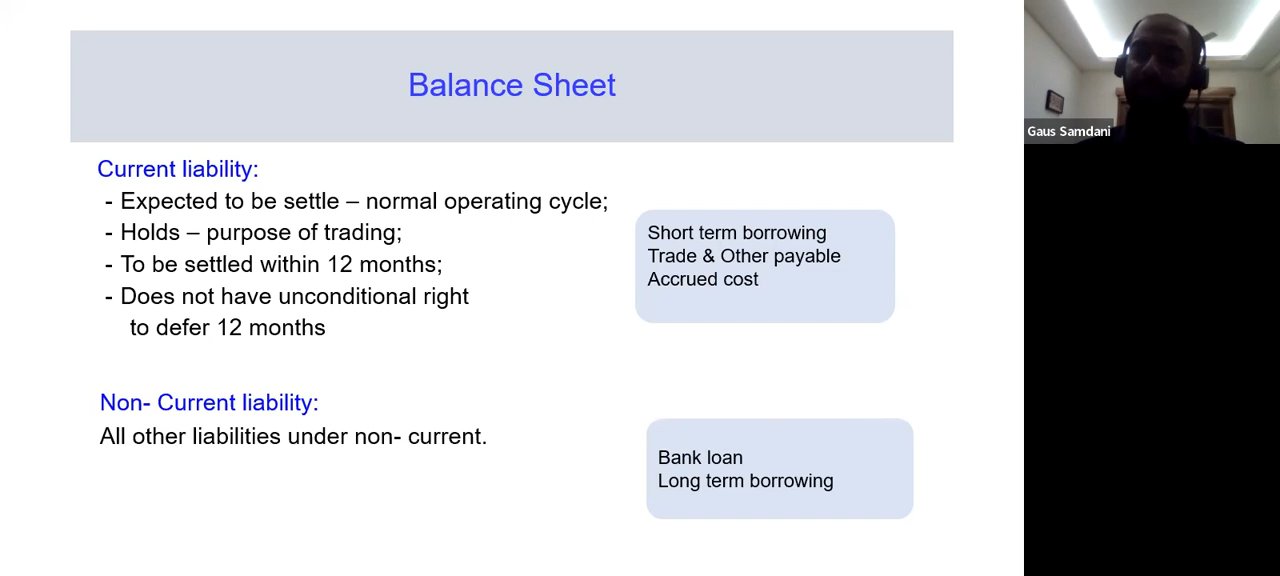 Balance Sheet
Gaus Samdani
Current liability:
- Expected to be settle – normal operating cycle;
- Holds – purpose of trading;
- To be settled within 12 months;
- Does not have unconditional right
to defer 12 months
Short term borrowing
Trade & Other payable
Accrued cost
Non- Current liability:
All other liabilities under non- current.
Bank loan
Long term borrowing